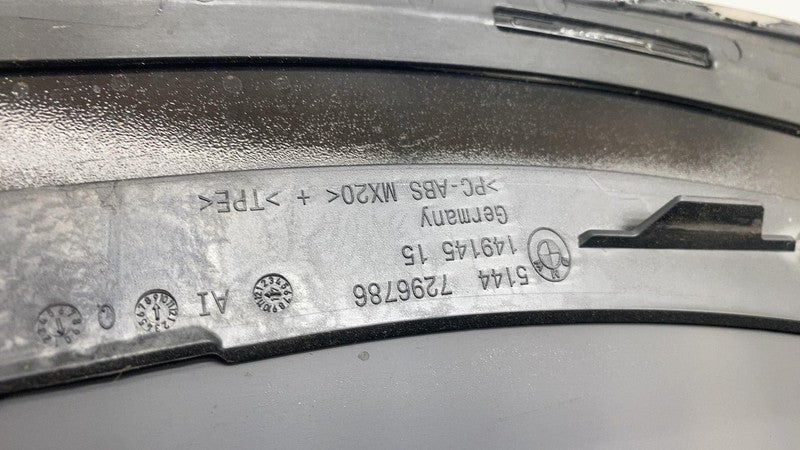 5144 7296786
149145 15
Germany
>PC-ABS MX20< + >TPE<
AI